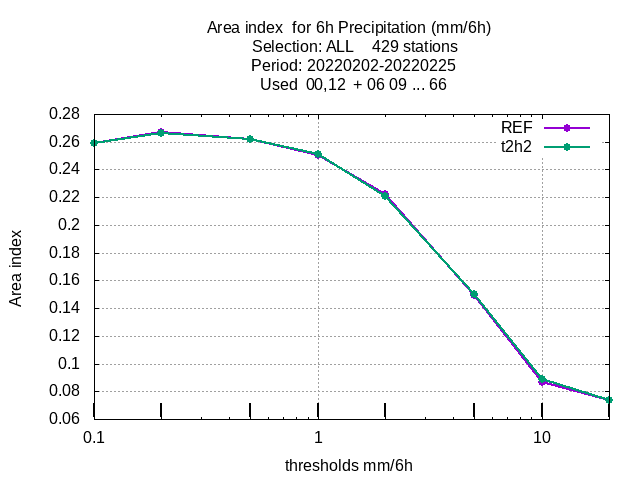 Area index  for 6h Precipitation (mm/6h)
Selection: ALL    429 stations
Period: 20220202-20220225
Used  00,12  + 06 09 ... 66
REF
t2h2
0.28
0.26
0.24
0.22
0.2
0.18
0.16
0.14
0.12
0.1
0.08
0.06
Area index
0.1 1 10
thresholds mm/6h